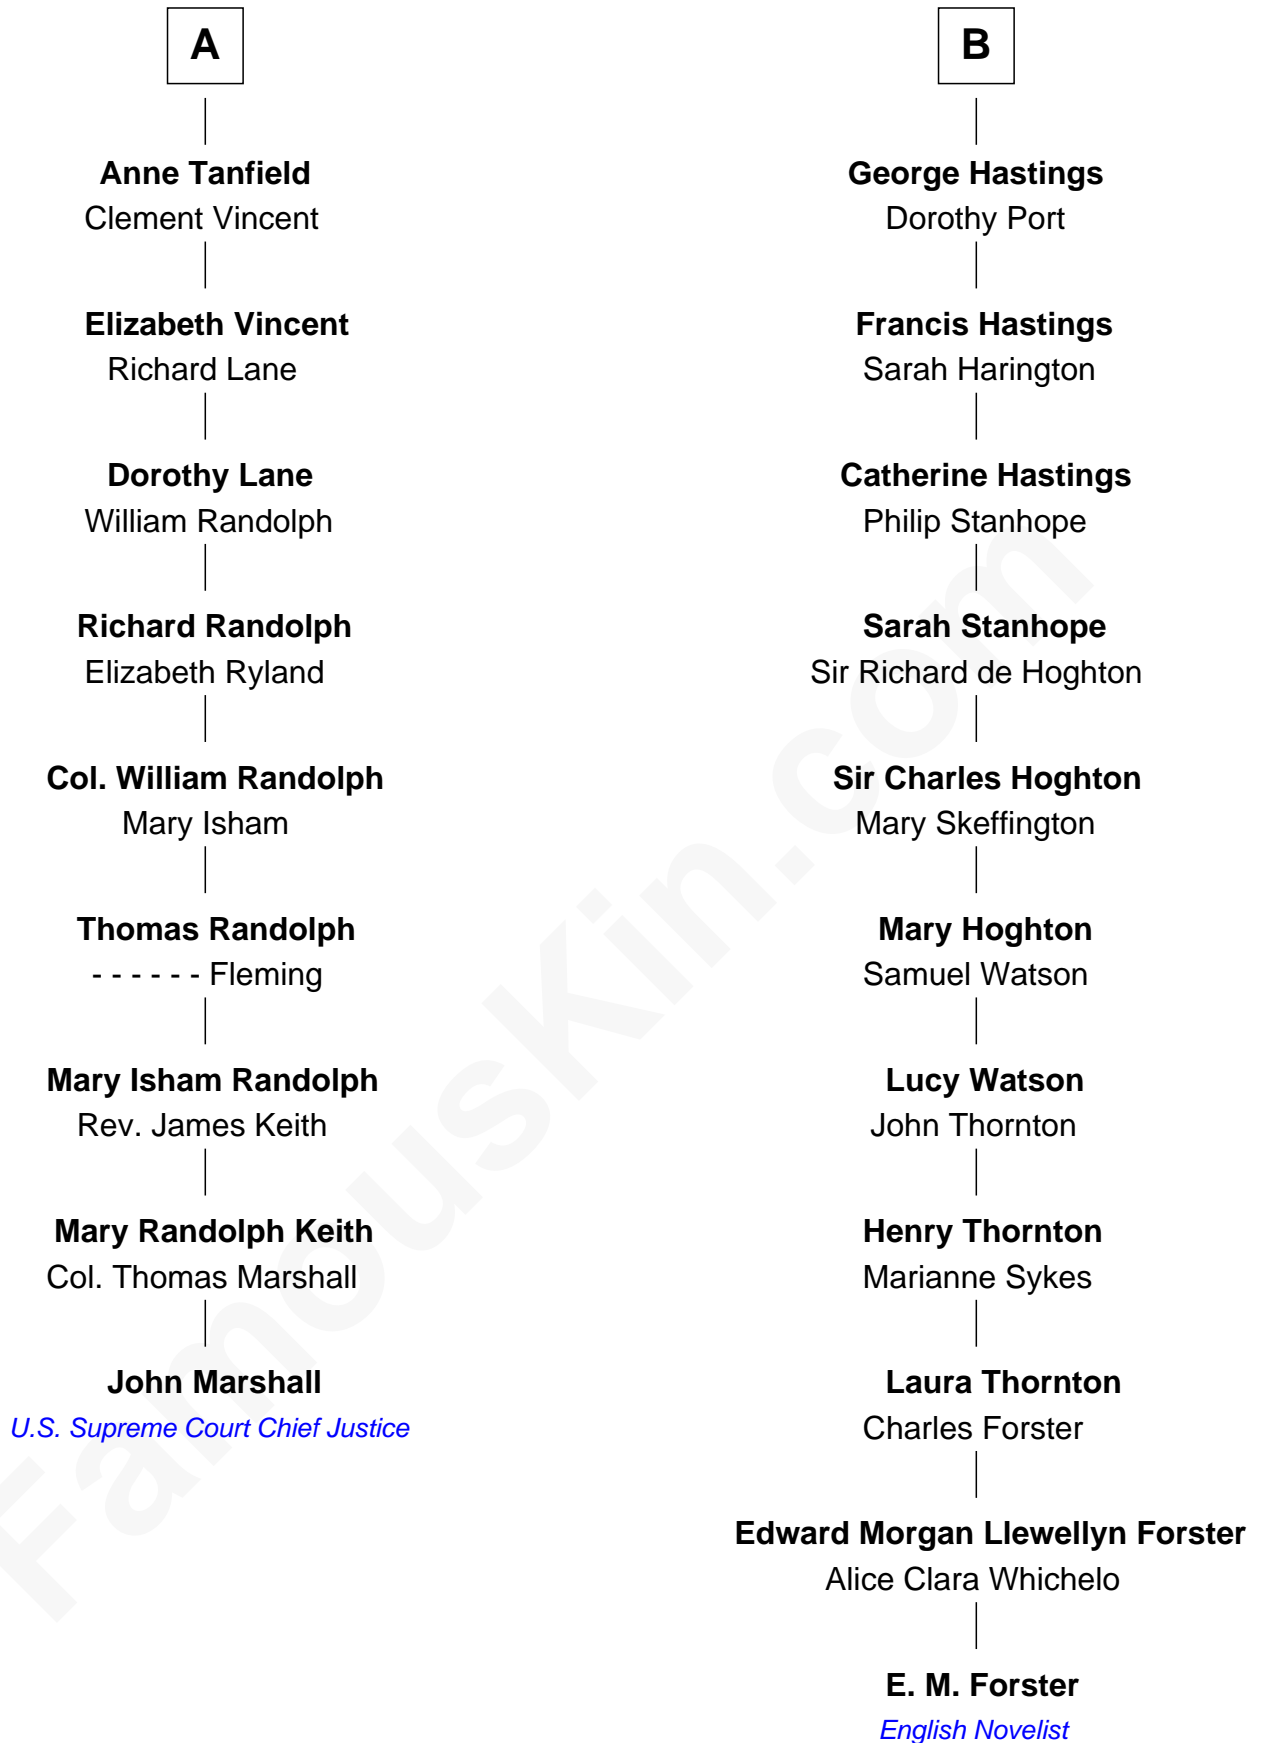 A
Anne Tanfield
Clement Vincent
Elizabeth Vincent
Richard Lane
Dorothy Lane
William Randolph
Richard Randolph
Elizabeth Ryland
Col. William Randolph
Mary Isham
Thomas Randolph
- - - - - - Fleming
Mary Isham Randolph
Rev. James Keith
Mary Randolph Keith
Col. Thomas Marshall
John Marshall
U.S. Supreme Court Chief Justice
B
George Hastings
Dorothy Port
Francis Hastings
Sarah Harington
Catherine Hastings
Philip Stanhope
Sarah Stanhope
Sir Richard de Hoghton
Sir Charles Hoghton
Mary Skeffington
Mary Hoghton
Samuel Watson
Lucy Watson
John Thornton
Henry Thornton
Marianne Sykes
Laura Thornton
Charles Forster
Edward Morgan Llewellyn Forster
Alice Clara Whichelo
E. M. Forster
English Novelist
FamousKin.com